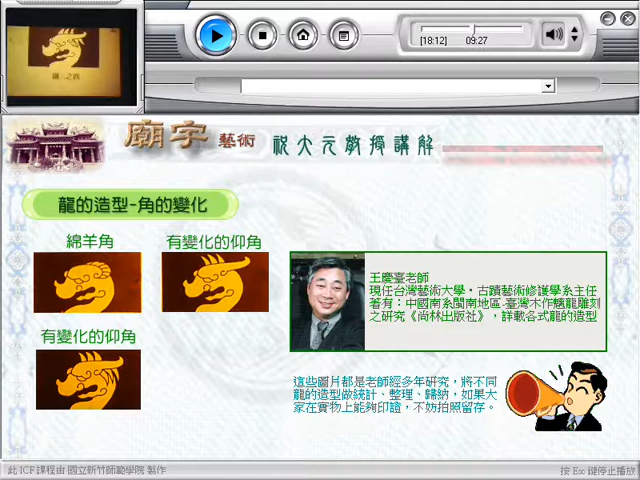 [18:12] 09:27
廟宇藝術 祝大元教授講解
龍的造型-角的變化
綿羊角
有變化的仰角
有變化的仰角
王慶臺老師
現任台灣藝術大學‧古蹟藝術修護學系主任
著有：中國南系閩南地區-臺灣木作魑龍雕刻
之研究《尚林出版社》，詳載各式龍的造型
這些圖片都是老師經多年研究，將不同
龍的造型做統計、整理、歸納，如果大
家在實物上能夠印證，不妨拍照留存。
此 ICF 課程由 國立新竹師範學院 製作
按 Esc 鍵停止播放